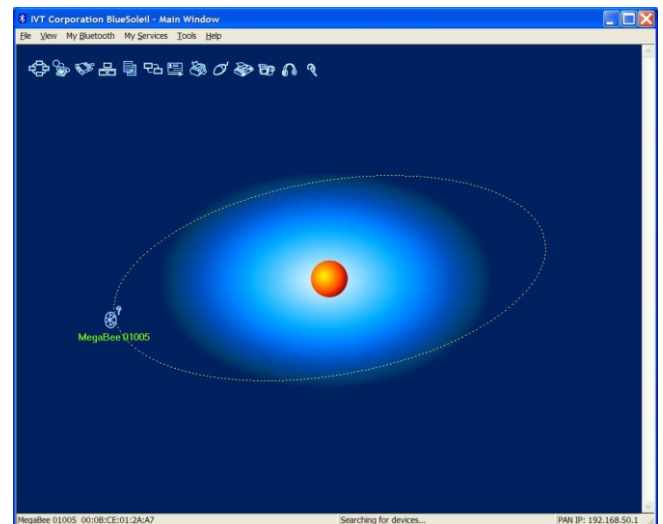 IVT Corporation BlueSoleil - Main Window
File View My Bluetooth My Services Tools Help
?
MegaBee 01005
MegaBee 01005 00:0B:CE:01:2A:A7 Searching for devices... PAN IP: 192.168.50.1